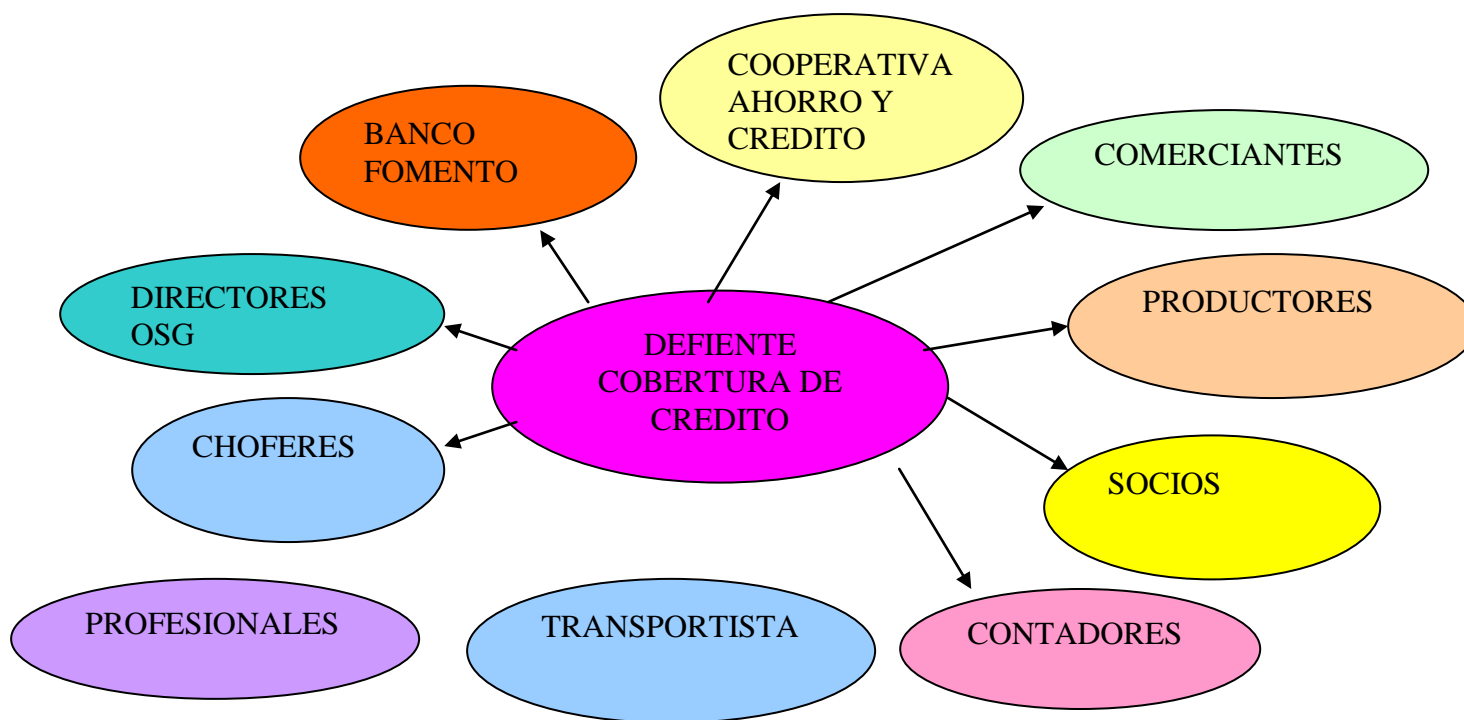 COOPERATIVA
AHORRO Y
CREDITO
BANCO
FOMENTO
COMERCIANTES
DIRECTORES
OSG
PRODUCTORES
DEFIENTE
COBERTURA DE
CREDITO
CHOFERES
SOCIOS
PROFESIONALES
TRANSPORTISTA
CONTADORES